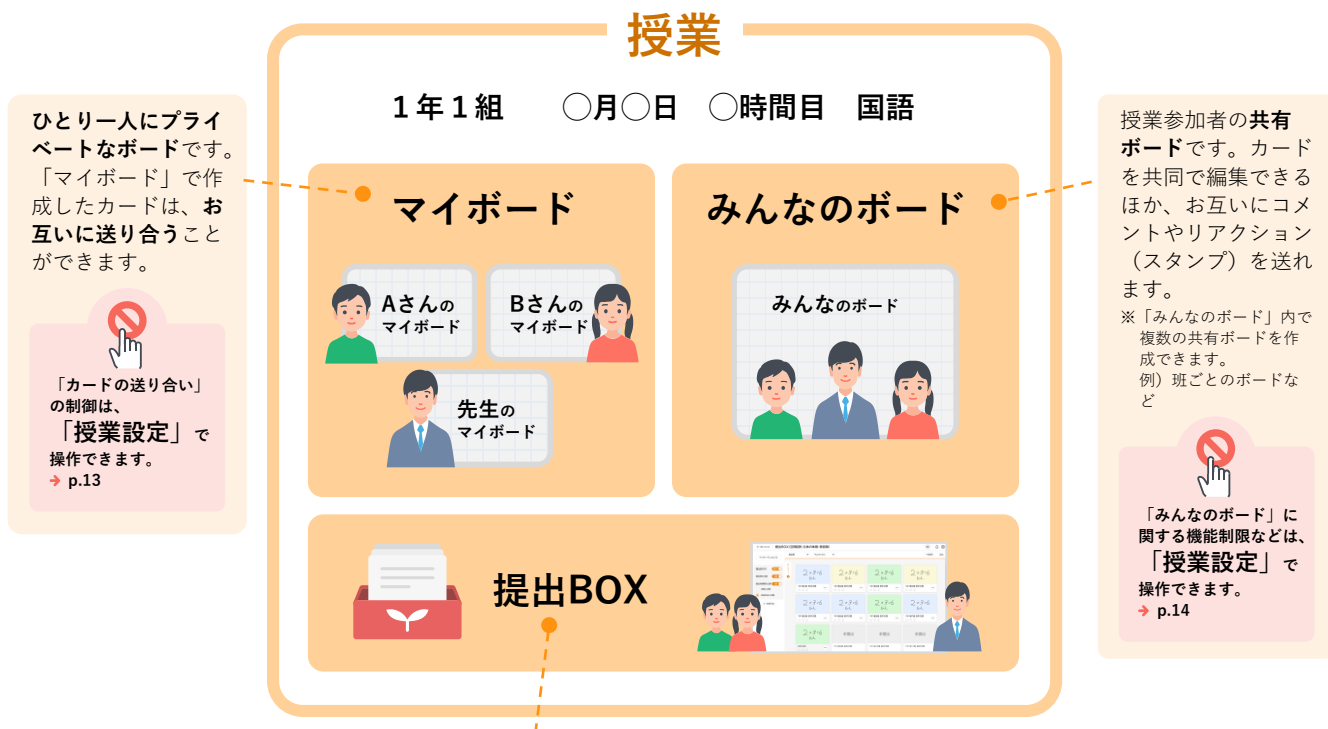 授業
1年1組　○月○日　○時間目　国語
ひとり一人にプライ
ベートなボードです。
「マイボード」で作
成したカードは、お
互いに送り合うこと
ができます。
「カードの送り合い」
の制御は、
「授業設定」で
操作できます。
→ p.13
マイボード
Aさんの
マイボード
Bさんの
マイボード
先生の
マイボード
みんなのボード
みんなのボード
授業参加者の共有
ボードです。カード
を共同で編集できる
ほか、お互いにコメ
ントやリアクション
（スタンプ）を送れ
ます。
※「みんなのボード」内で
複数の共有ボードを作
成できます。
例）班ごとのボードな
ど
「みんなのボード」に
関する機能制限などは、
「授業設定」で
操作できます。
→ p.14
提出BOX